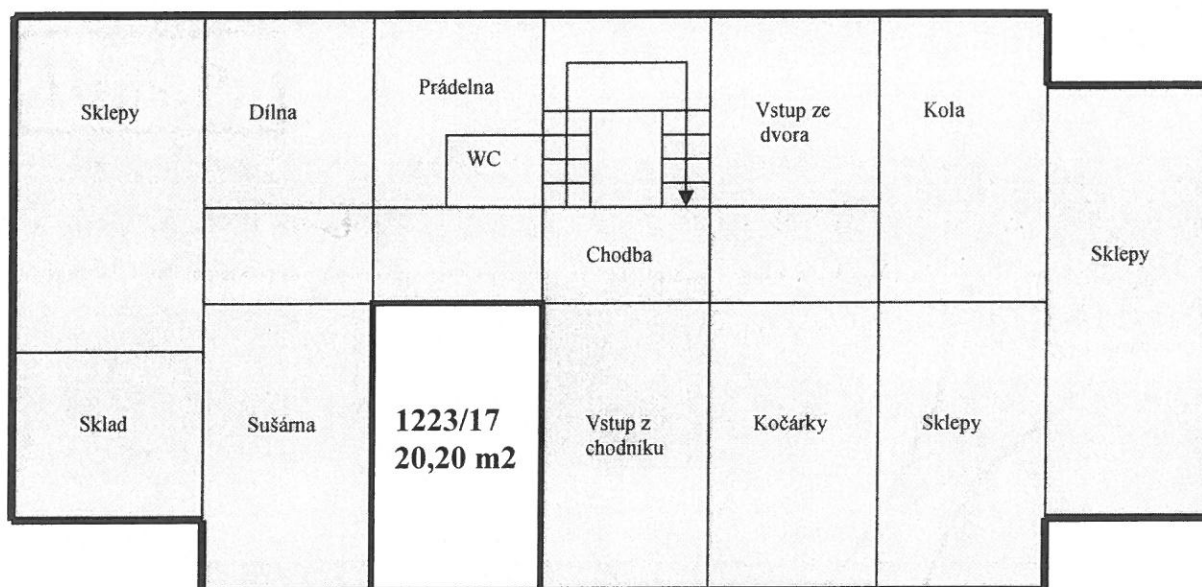 Sklepy
Dílna
Prádelna
WC
Vstup ze
dvora
Kola
Chodba
Sklepy
Sklad
Sušárna
1223/17
20,20 m2
Vstup z
chodníku
Kočárky
Sklepy